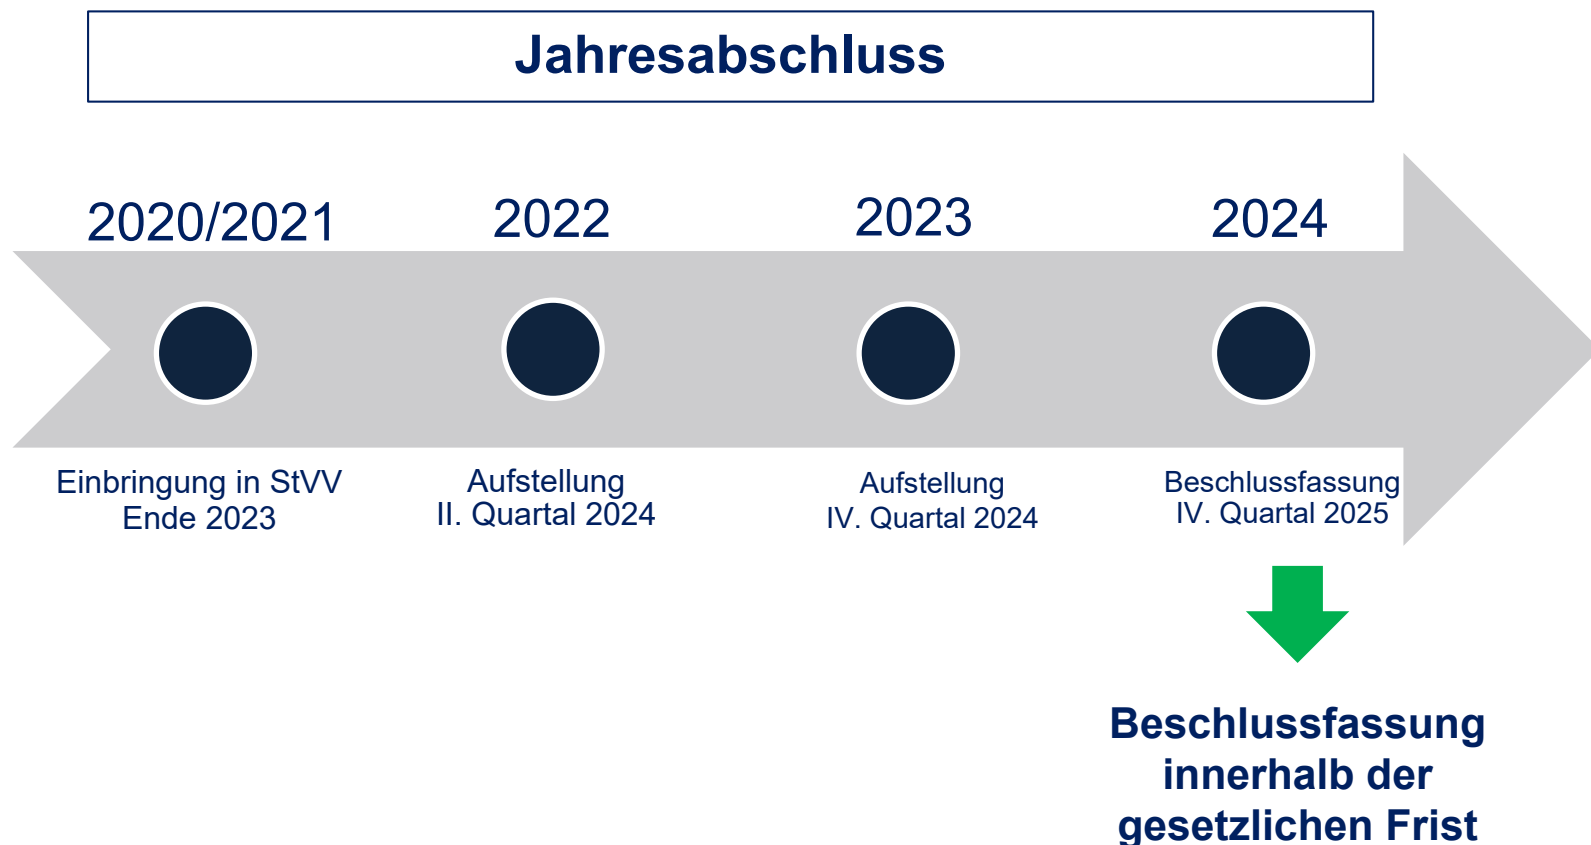 Jahresabschluss
2020/2021
2022
2023
2024
Einbringung in StVV
Ende 2023
Aufstellung
II. Quartal 2024
Aufstellung
IV. Quartal 2024
Beschlussfassung
IV. Quartal 2025
Beschlussfassung
innerhalb der
gesetzlichen Frist